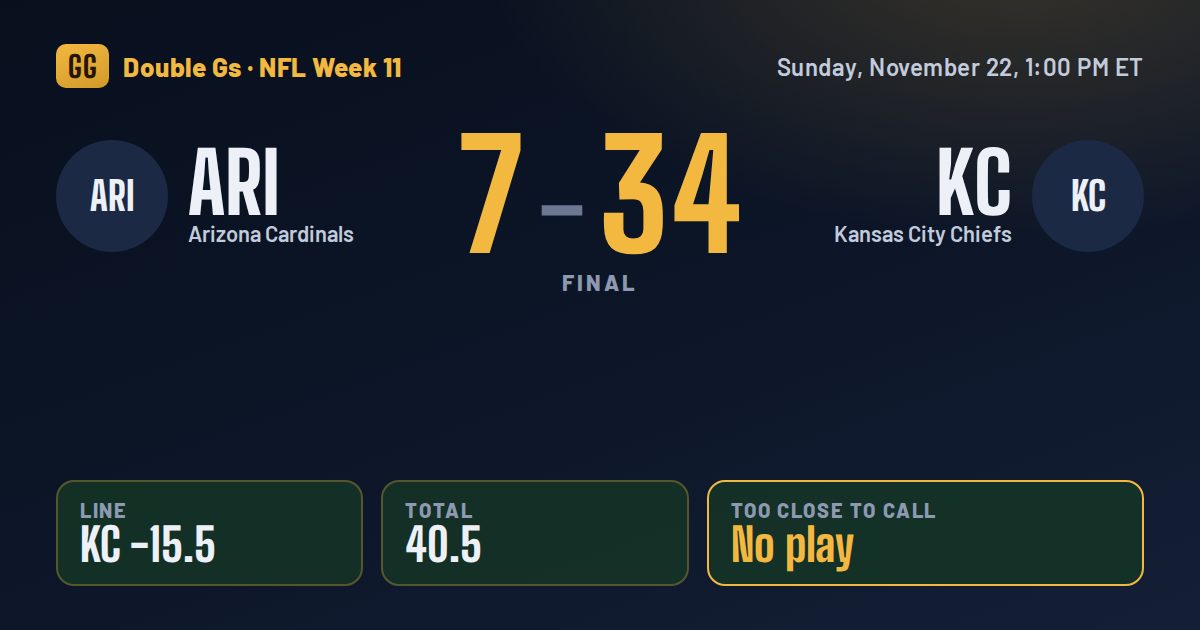 GG Double Gs · NFL Week 11
Sunday, November 22, 1:00 PM ET
ARI
ARI
Arizona Cardinals
7 – 34
FINAL
KC
Kansas City Chiefs
KC
LINE
KC −15.5
TOTAL
40.5
TOO CLOSE TO CALL
No play